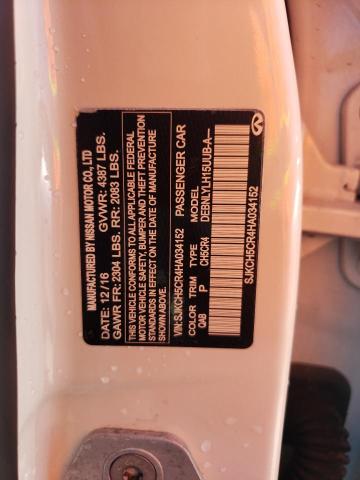 MANUFACTURED BY NISSAN MOTOR CO., LTD
DATE: 12/16 GVWR: 4387 LBS.
GAWR FR: 2304 LBS. RR: 2083 LBS.
THIS VEHICLE CONFORMS TO ALL APPLICABLE FEDERAL
MOTOR VEHICLE SAFETY, BUMPER AND THEFT PREVENTION
STANDARDS IN EFFECT ON THE DATE OF MANUFACTURE
SHOWN ABOVE.
VIN:SJKCH5CR4HA034152 PASSENGER CAR
COLOR TRIM TYPE DEBNLYLH15UUB-A—
QAB P CH5CR4
SJKCH5CR4HA034152